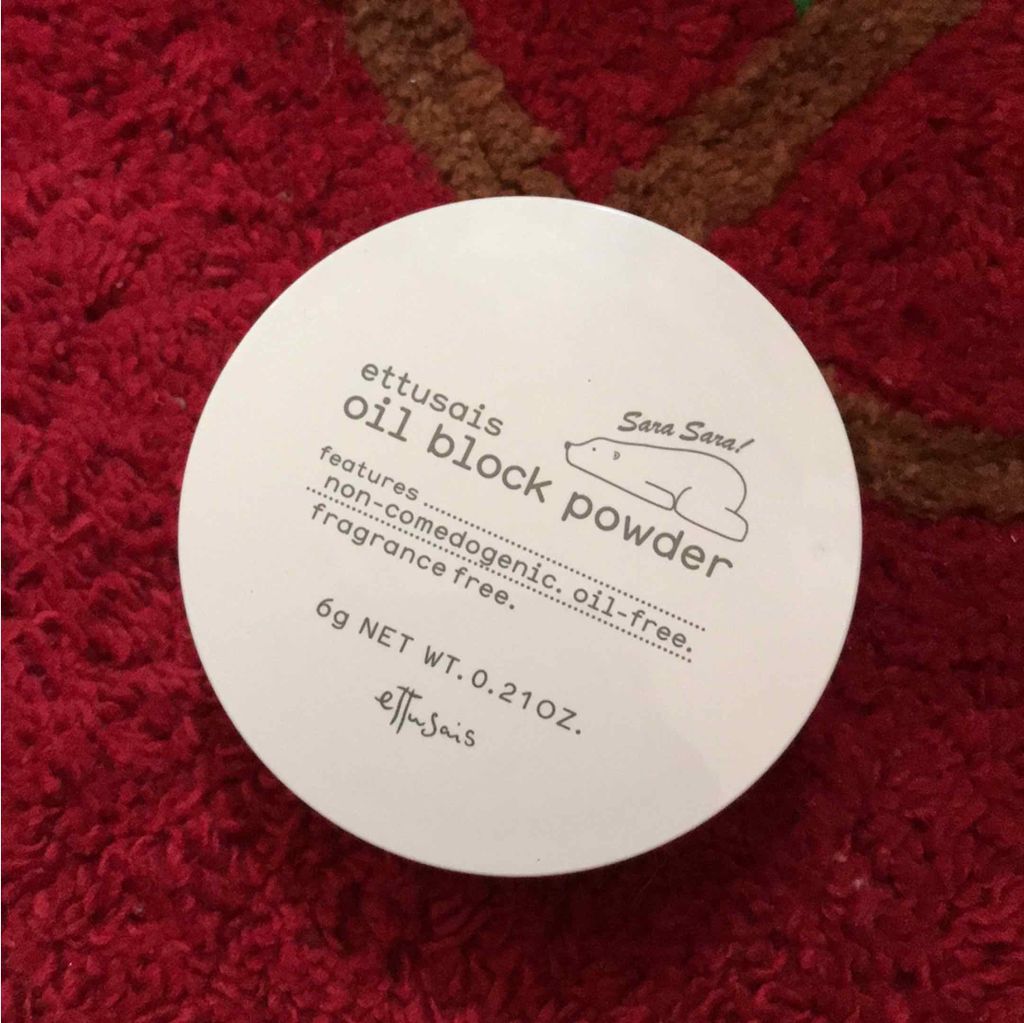 ettusais
oil block powder
Sara Sara!
features
non-comedogenic. oil-free.
fragrance free.
6g NET WT.0.21OZ.
ettusais